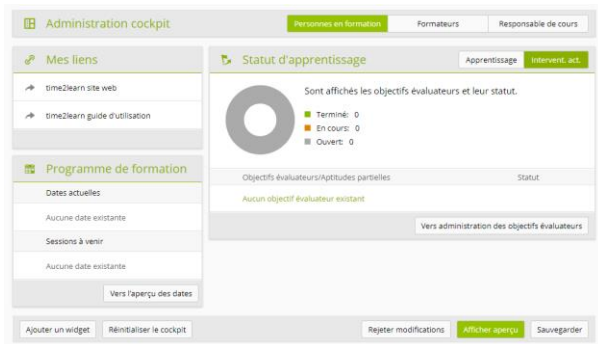 Administration cockpit
Personnes en formation
Formateurs
Responsable de cours
Mes liens
time2learn site web
time2learn guide d'utilisation
Programme de formation
Dates actuelles
Aucune date existante
Sessions à venir
Aucune date existante
Vers l'aperçu des dates
Statut d'apprentissage
Apprentissage
Intervent. act.
Sont affichés les objectifs évaluateurs et leur statut.
Terminé: 0
En cours: 0
Ouvert: 0
Objectifs évaluateurs/Aptitudes partielles Statut
Aucun objectif évaluateur existant
Vers administration des objectifs évaluateurs
Ajouter un widget
Réinitialiser le cockpit
Rejeter modifications
Afficher aperçu
Sauvegarder